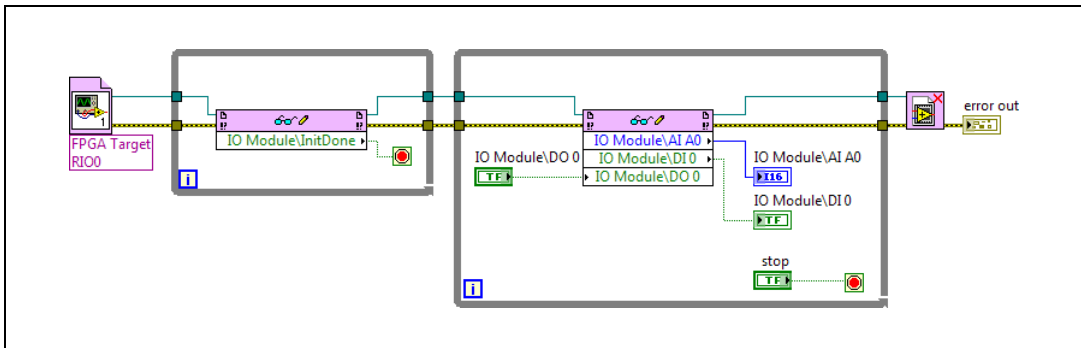 1
FPGA Target
RIO0
IO Module\InitDone
i
IO Module\DO 0
TF
IO Module\AI A0
IO Module\DI 0
IO Module\DO 0
IO Module\AI A0
I16
IO Module\DI 0
TF
stop
TF
i
error out